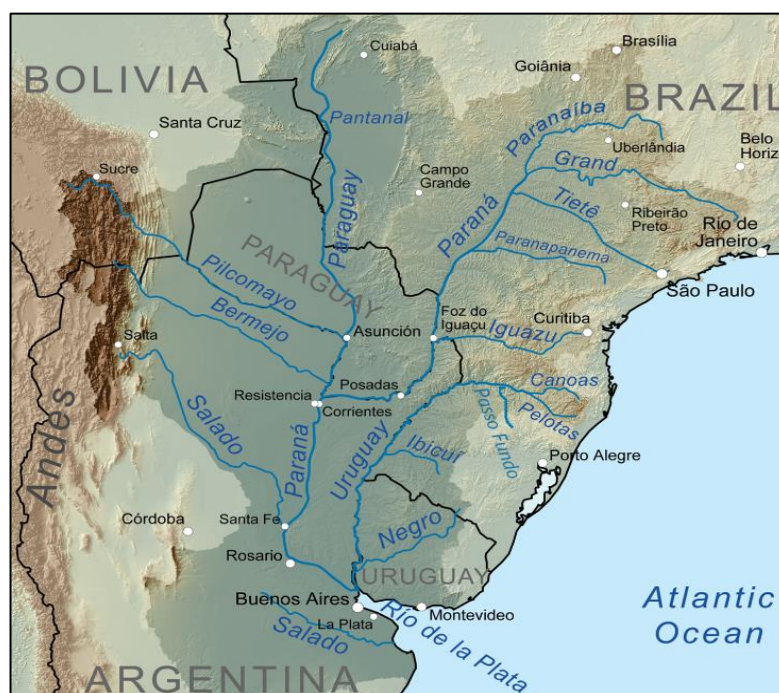 Cuiabá
Brasília
BOLIVIA
Goiânia
BRAZIL
Santa Cruz
Pantanal
Paranaíba
Uberlândia
Belo
Horiz
Sucre
Campo
Grande
Grand
Paraguay
Paraná
Tietê
Ribeirão
Preto
Rio de
Janeiro
PARAGUAY
Paranapanema
Pilcomayo
São Paulo
Bermejo
Salta
Asunción
Foz do
Iguaçu
Iguazu
Curitiba
Andes
Salado
Resistencia
Posadas
Corrientes
Canoas
Pelotas
Passo Fundo
Uruguay
Ibicuí
Porto Alegre
Paraná
Córdoba
Santa Fe
Negro
Rosario
URUGUAY
Buenos Aires
Montevideo
La Plata
Río de la Plata
Salado
Atlantic
Ocean
ARGENTINA